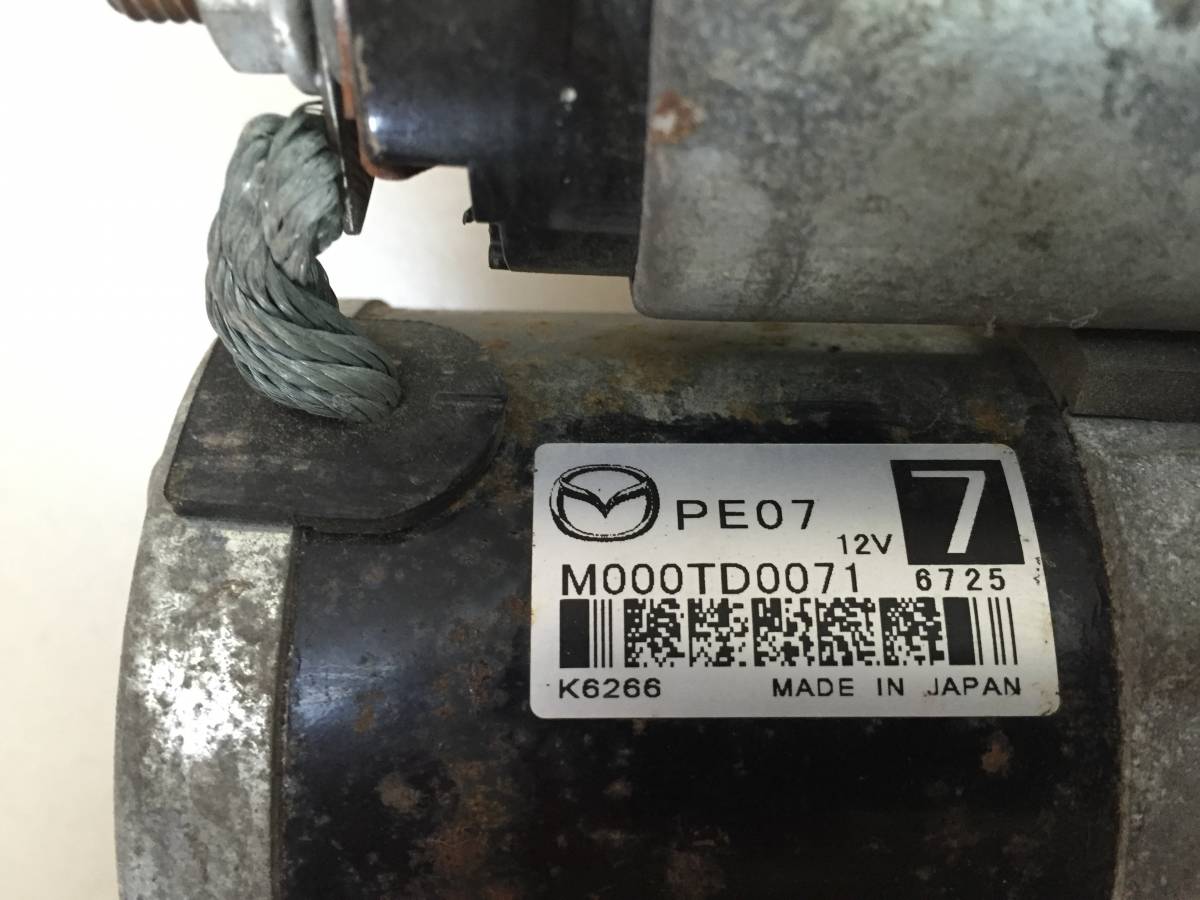 PE07
12V
7
M000TD0071
6725
K6266
MADE IN JAPAN